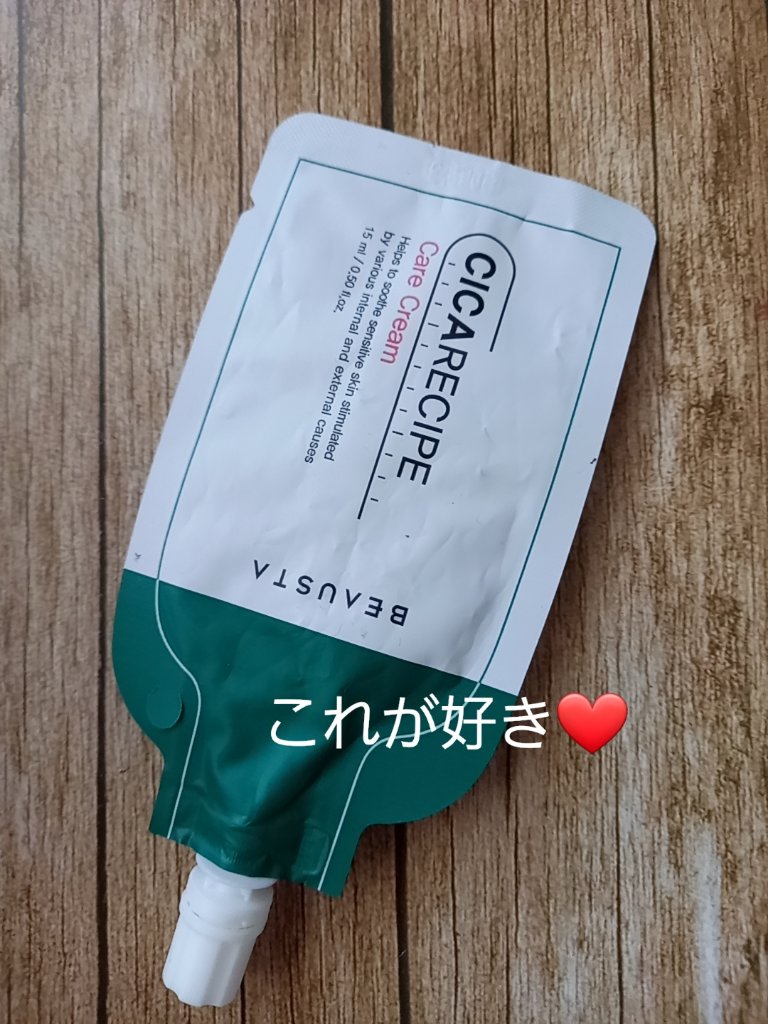 CICARECIPE
Care Cream
Helps to soothe sensitive skin stimulated
by various internal and external causes
15 ml / 0.50 fl.oz.
BEAUSTA
これが好き❤️